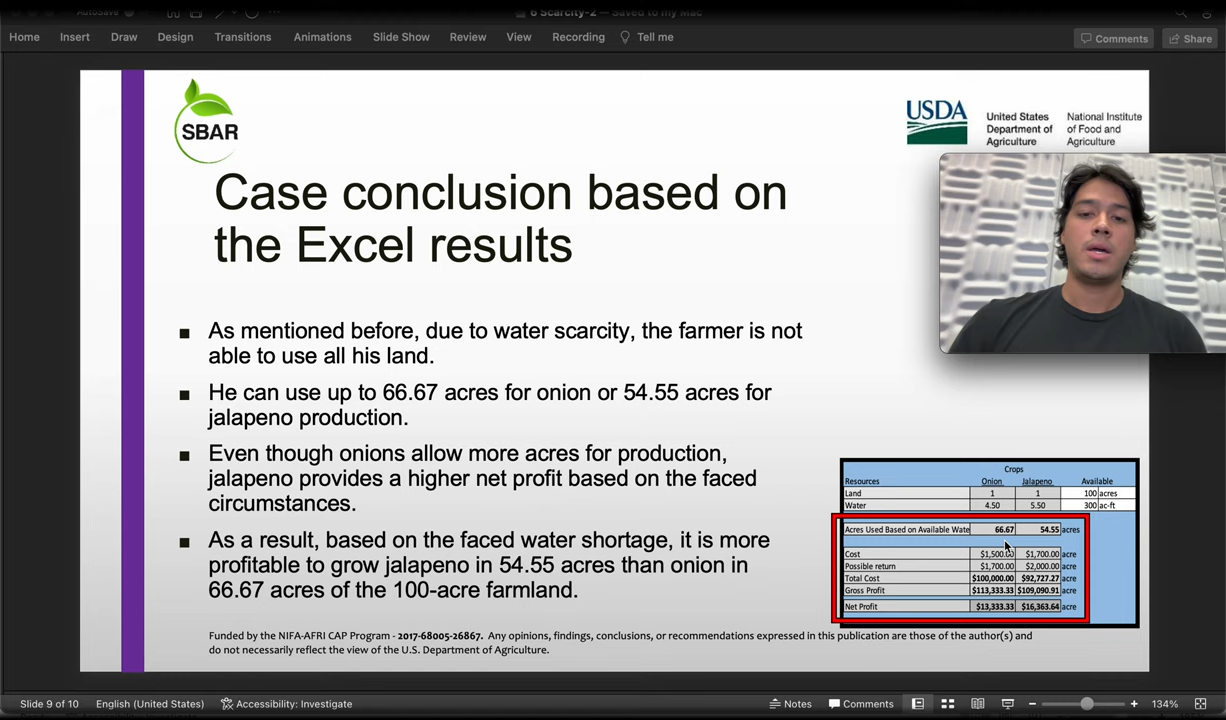 AutoSave
6 Scarcity-2 — Saved to my Mac
Home Insert Draw Design Transitions Animations Slide Show Review View Recording Tell me Comments Share
SBAR
USDA
United States
Department of
Agriculture
National Institute
of Food and
Agriculture
Case conclusion based on
the Excel results
■ As mentioned before, due to water scarcity, the farmer is not
able to use all his land.
■ He can use up to 66.67 acres for onion or 54.55 acres for
jalapeno production.
■ Even though onions allow more acres for production,
jalapeno provides a higher net profit based on the faced
circumstances.
■ As a result, based on the faced water shortage, it is more
profitable to grow jalapeno in 54.55 acres than onion in
66.67 acres of the 100-acre farmland.
Crops
Resources Onion Jalapeno Available
Land 1 1 100 acres
Water 4.50 5.50 300 ac-ft
Acres Used Based on Available Wate 66.67 54.55 acres
Cost $1,500.00 $1,700.00 acre
Possible return $1,700.00 $2,000.00 acre
Total Cost $100,000.00 $92,727.27 acre
Gross Profit $113,333.33 $109,090.91 acre
Net Profit $13,333.33 $16,363.64 acre
Funded by the NIFA-AFRI CAP Program - 2017-68005-26867. Any opinions, findings, conclusions, or recommendations expressed in this publication are those of the author(s) and
do not necessarily reflect the view of the U.S. Department of Agriculture.
Slide 9 of 10 English (United States) Accessibility: Investigate Notes Comments 134%